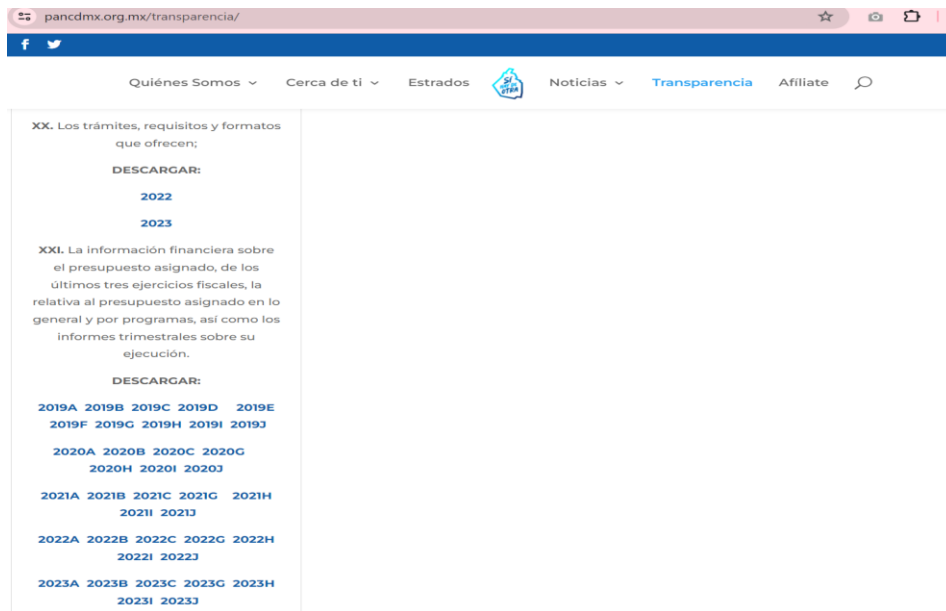 pancdmx.org.mx/transparencia/
Quiénes Somos Cerca de ti Estrados SÍ OTRA Noticias Transparencia Afíliate
XX. Los trámites, requisitos y formatos
que ofrecen;
DESCARGAR:
2022
2023
XXI. La información financiera sobre
el presupuesto asignado, de los
últimos tres ejercicios fiscales, la
relativa al presupuesto asignado en lo
general y por programas, así como los
informes trimestrales sobre su
ejecución.
DESCARGAR:
2019A 2019B 2019C 2019D 2019E
2019F 2019G 2019H 2019I 2019J
2020A 2020B 2020C 2020G
2020H 2020I 2020J
2021A 2021B 2021C 2021G 2021H
2021I 2021J
2022A 2022B 2022C 2022G 2022H
2022I 2022J
2023A 2023B 2023C 2023G 2023H
2023I 2023J